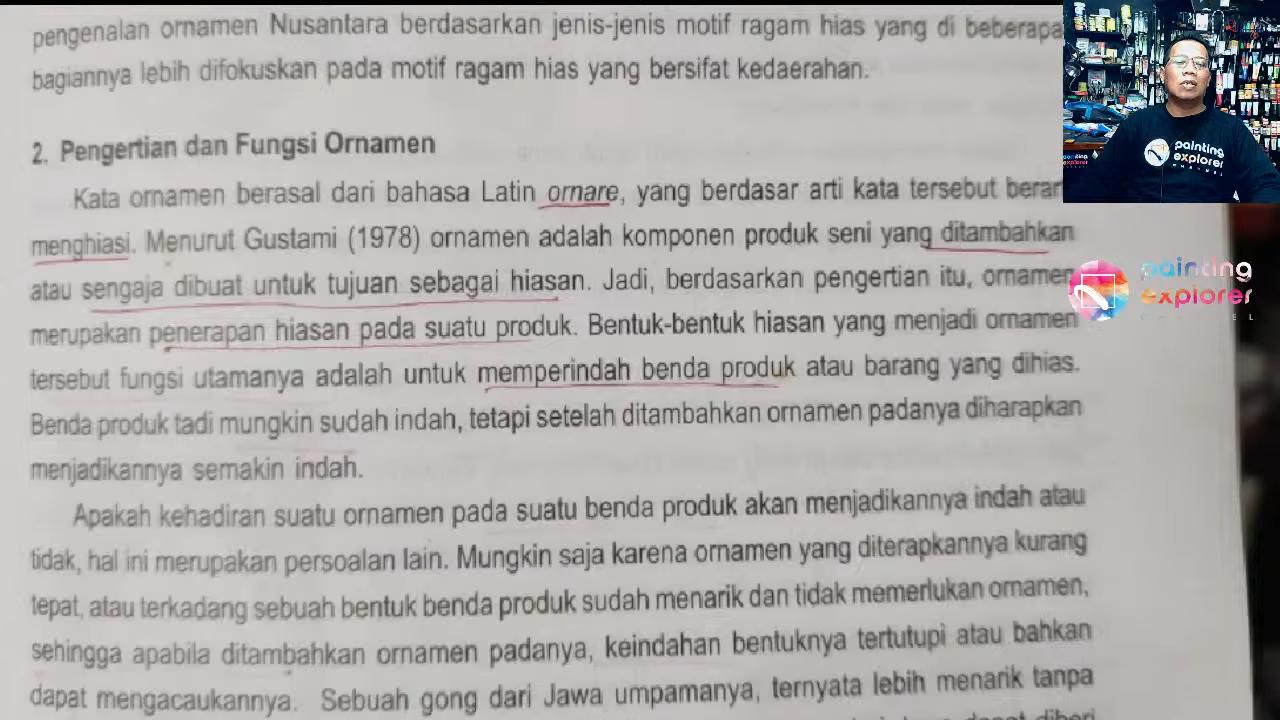 pengenalan ornamen Nusantara berdasarkan jenis-jenis motif ragam hias yang di beberapa
bagiannya lebih difokuskan pada motif ragam hias yang bersifat kedaerahan.
2. Pengertian dan Fungsi Ornamen
Kata ornamen berasal dari bahasa Latin ornare, yang berdasar arti kata tersebut berarti
menghiasi. Menurut Gustami (1978) ornamen adalah komponen produk seni yang ditambahkan
atau sengaja dibuat untuk tujuan sebagai hiasan. Jadi, berdasarkan pengertian itu, ornamen
merupakan penerapan hiasan pada suatu produk. Bentuk-bentuk hiasan yang menjadi ornamen
tersebut fungsi utamanya adalah untuk memperindah benda produk atau barang yang dihias.
Benda produk tadi mungkin sudah indah, tetapi setelah ditambahkan ornamen padanya diharapkan
menjadikannya semakin indah.
Apakah kehadiran suatu ornamen pada suatu benda produk akan menjadikannya indah atau
tidak, hal ini merupakan persoalan lain. Mungkin saja karena ornamen yang diterapkannya kurang
tepat, atau terkadang sebuah bentuk benda produk sudah menarik dan tidak memerlukan ornamen,
sehingga apabila ditambahkan ornamen padanya, keindahan bentuknya tertutupi atau bahkan
dapat mengacaukannya. Sebuah gong dari Jawa umpamanya, ternyata lebih menarik tanpa
painting
explorer
CHANNEL
painting
explorer
CHANNEL